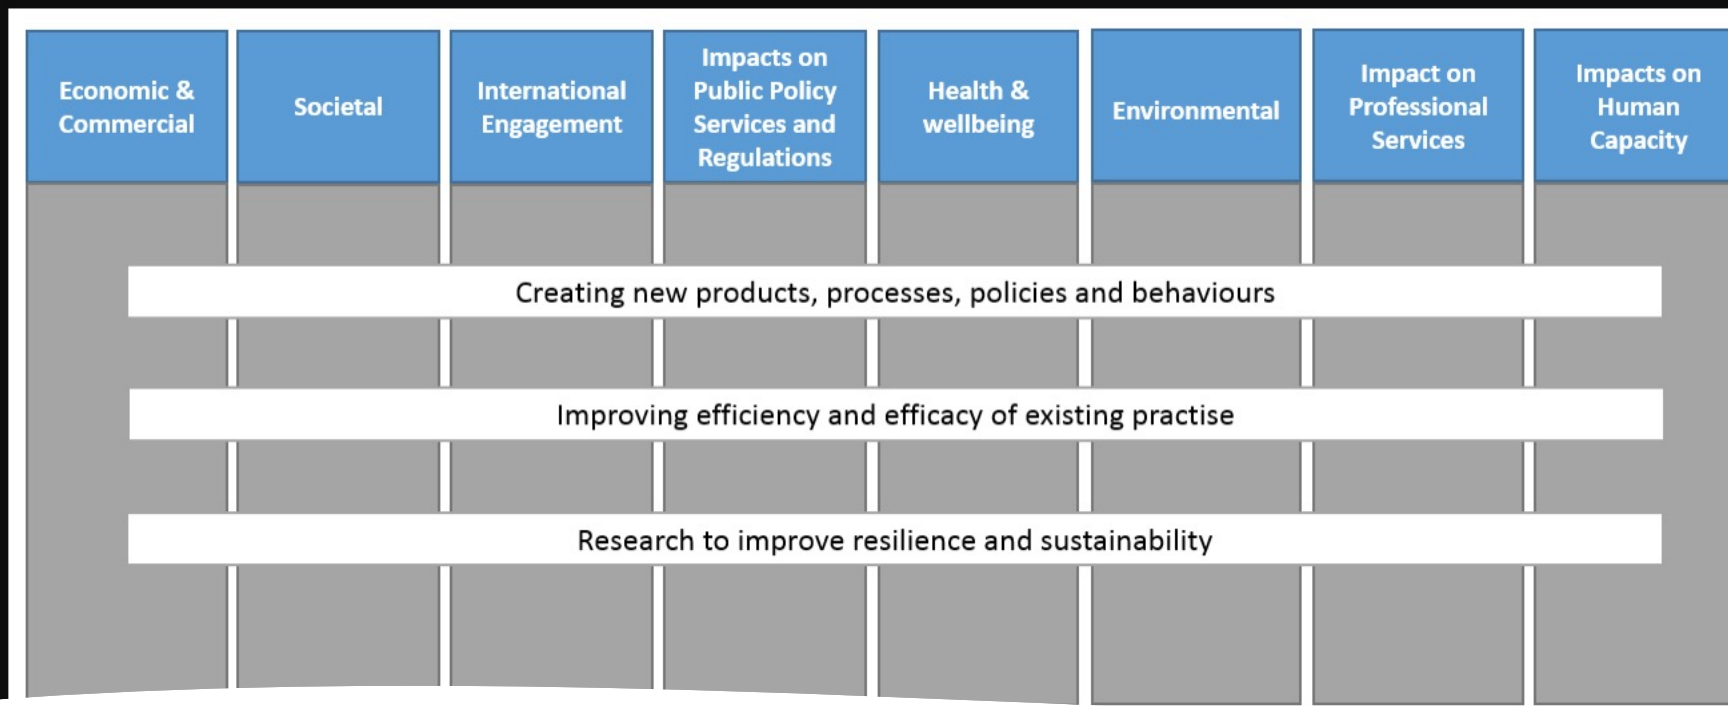 Economic &
Commercial
Societal
International
Engagement
Impacts on
Public Policy
Services and
Regulations
Health &
wellbeing
Environmental
Impact on
Professional
Services
Impacts on
Human
Capacity
Creating new products, processes, policies and behaviours
Improving efficiency and efficacy of existing practise
Research to improve resilience and sustainability